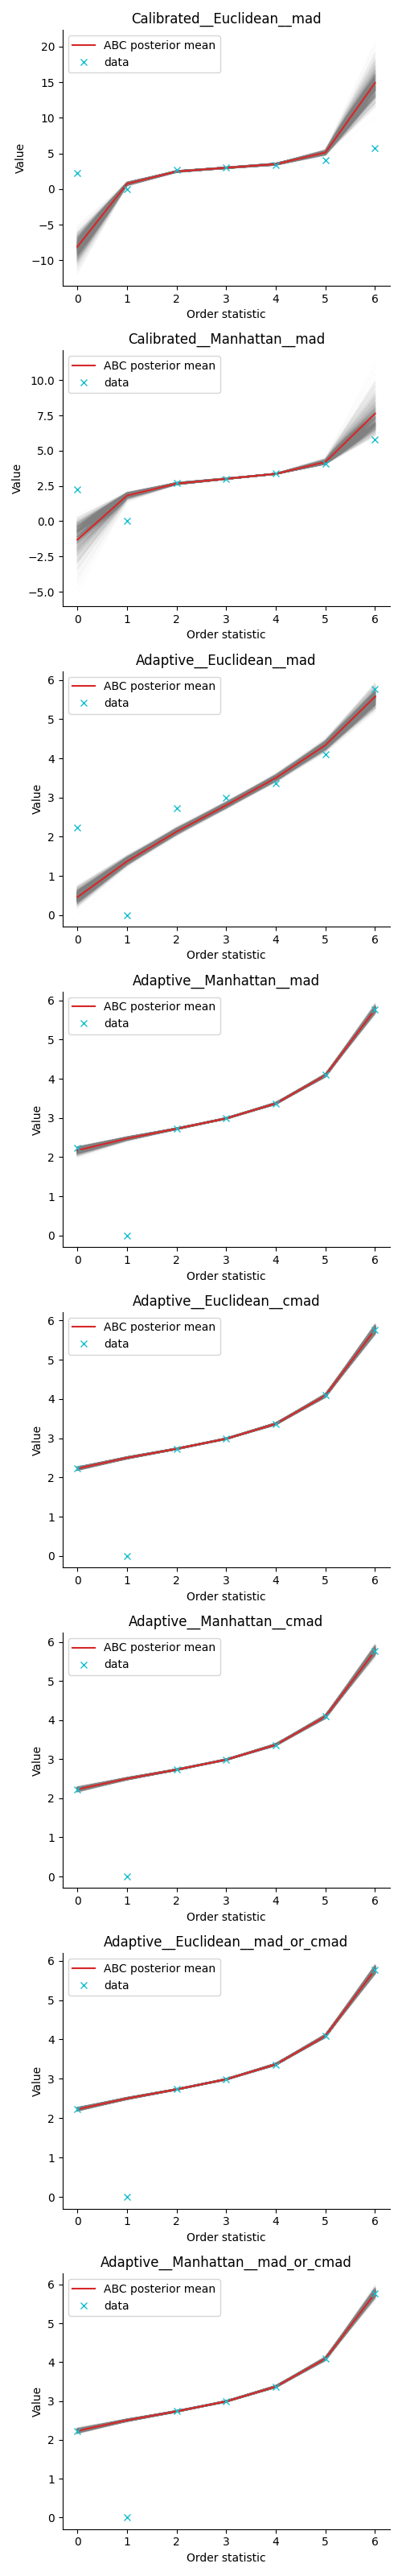 Calibrated__Euclidean__mad
ABC posterior mean
data
20
15
10
5
0
−5
−10
Value
0 1 2 3 4 5 6
Order statistic
Calibrated__Manhattan__mad
ABC posterior mean
data
10.0
7.5
5.0
2.5
0.0
−2.5
−5.0
Value
0 1 2 3 4 5 6
Order statistic
Adaptive__Euclidean__mad
ABC posterior mean
data
6
5
4
3
2
1
0
Value
0 1 2 3 4 5 6
Order statistic
Adaptive__Manhattan__mad
ABC posterior mean
data
6
5
4
3
2
1
0
Value
0 1 2 3 4 5 6
Order statistic
Adaptive__Euclidean__cmad
ABC posterior mean
data
6
5
4
3
2
1
0
Value
0 1 2 3 4 5 6
Order statistic
Adaptive__Manhattan__cmad
ABC posterior mean
data
6
5
4
3
2
1
0
Value
0 1 2 3 4 5 6
Order statistic
Adaptive__Euclidean__mad_or_cmad
ABC posterior mean
data
6
5
4
3
2
1
0
Value
0 1 2 3 4 5 6
Order statistic
Adaptive__Manhattan__mad_or_cmad
ABC posterior mean
data
6
5
4
3
2
1
0
Value
0 1 2 3 4 5 6
Order statistic